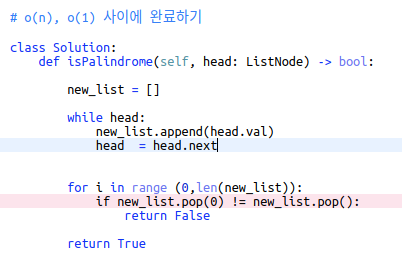 # o(n), o(1) 사이에 완료하기
class Solution:
    def isPalindrome(self, head: ListNode) -> bool:
        new_list = []
        while head:
            new_list.append(head.val)
            head  = head.next
        for i in range (0,len(new_list)):
            if new_list.pop(0) != new_list.pop():
                return False
        return True